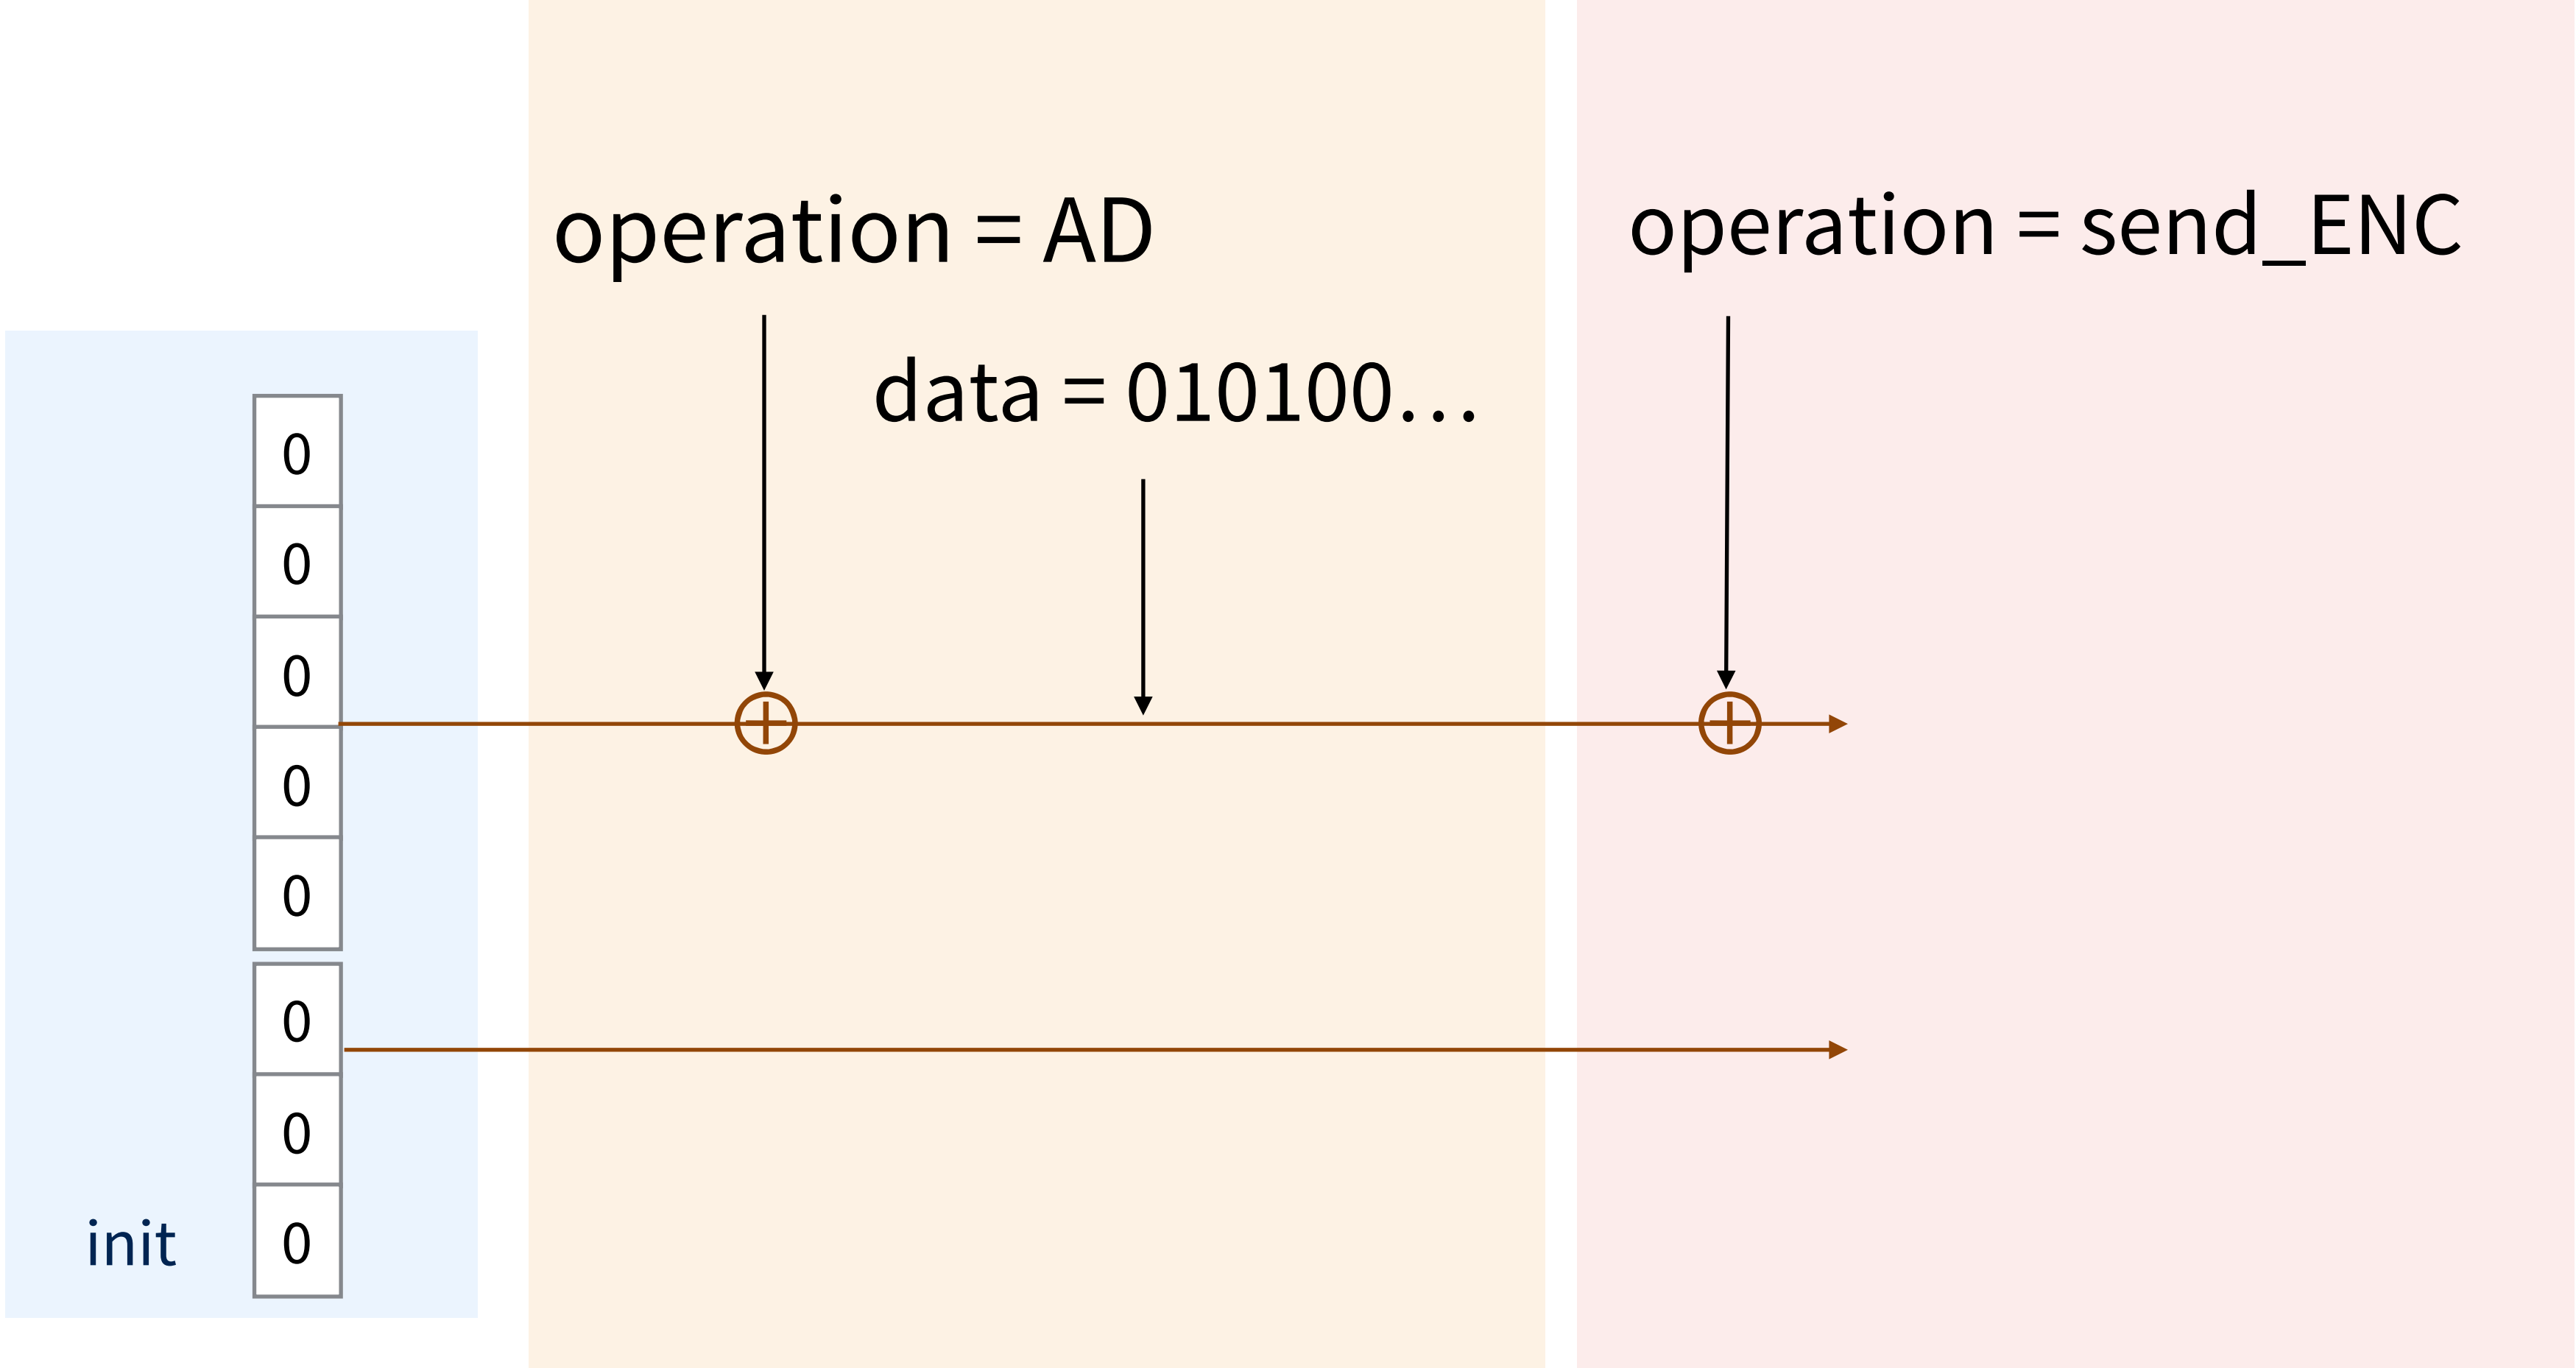 operation = AD
operation = send_ENC
data = 010100…
0
0
0
0
0
0
0
0
init